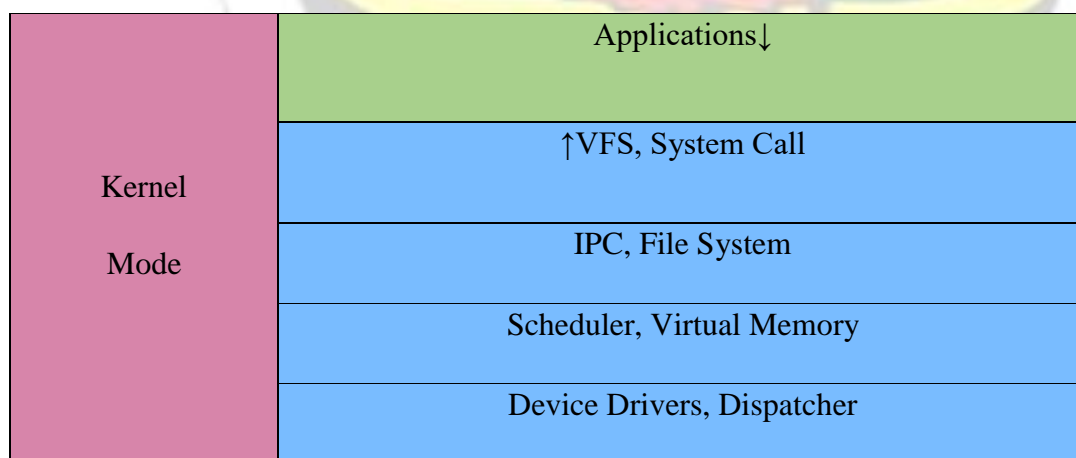 Applications↓
↑VFS, System Call
Kernel
Mode
IPC, File System
Scheduler, Virtual Memory
Device Drivers, Dispatcher